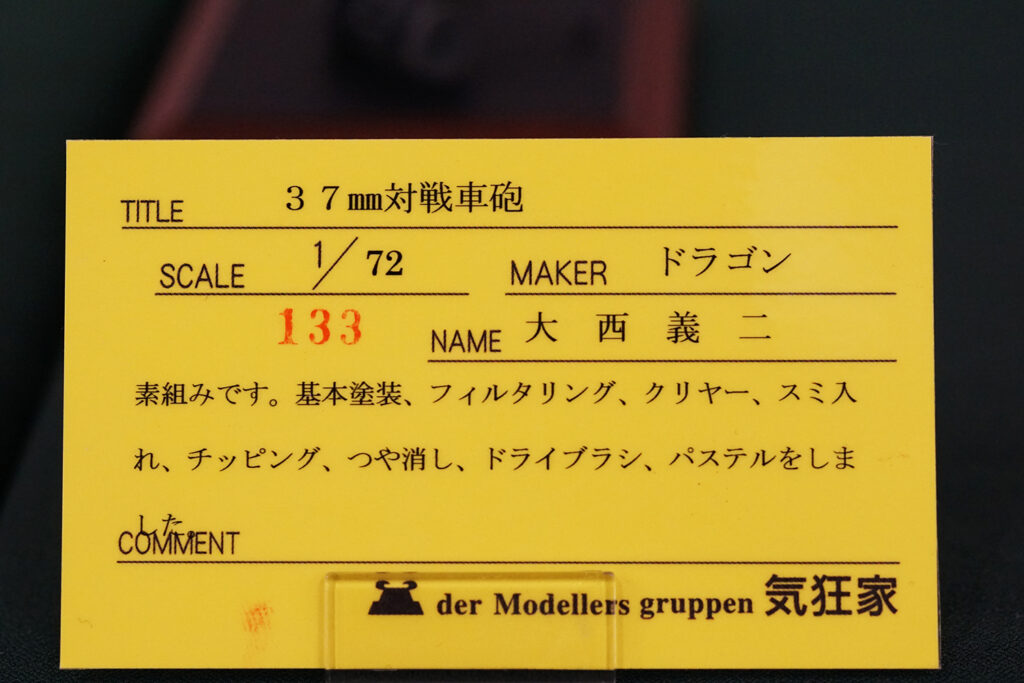 TITLE ３７㎜対戦車砲
SCALE 1/72 MAKER ドラゴン
133 NAME 大西義二
素組みです。基本塗装、フィルタリング、クリヤー、スミ入
れ、チッピング、つや消し、ドライブラシ、パステルをしま
した。
COMMENT
der Modellers gruppen 気狂家